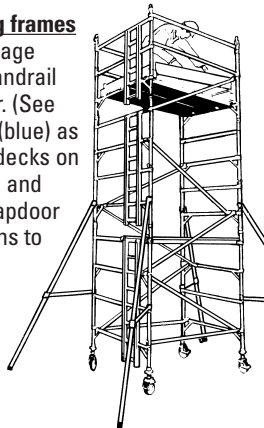 g frames
age
andrail
r. (See
(blue) as
decks on
and
apdoor
ns to